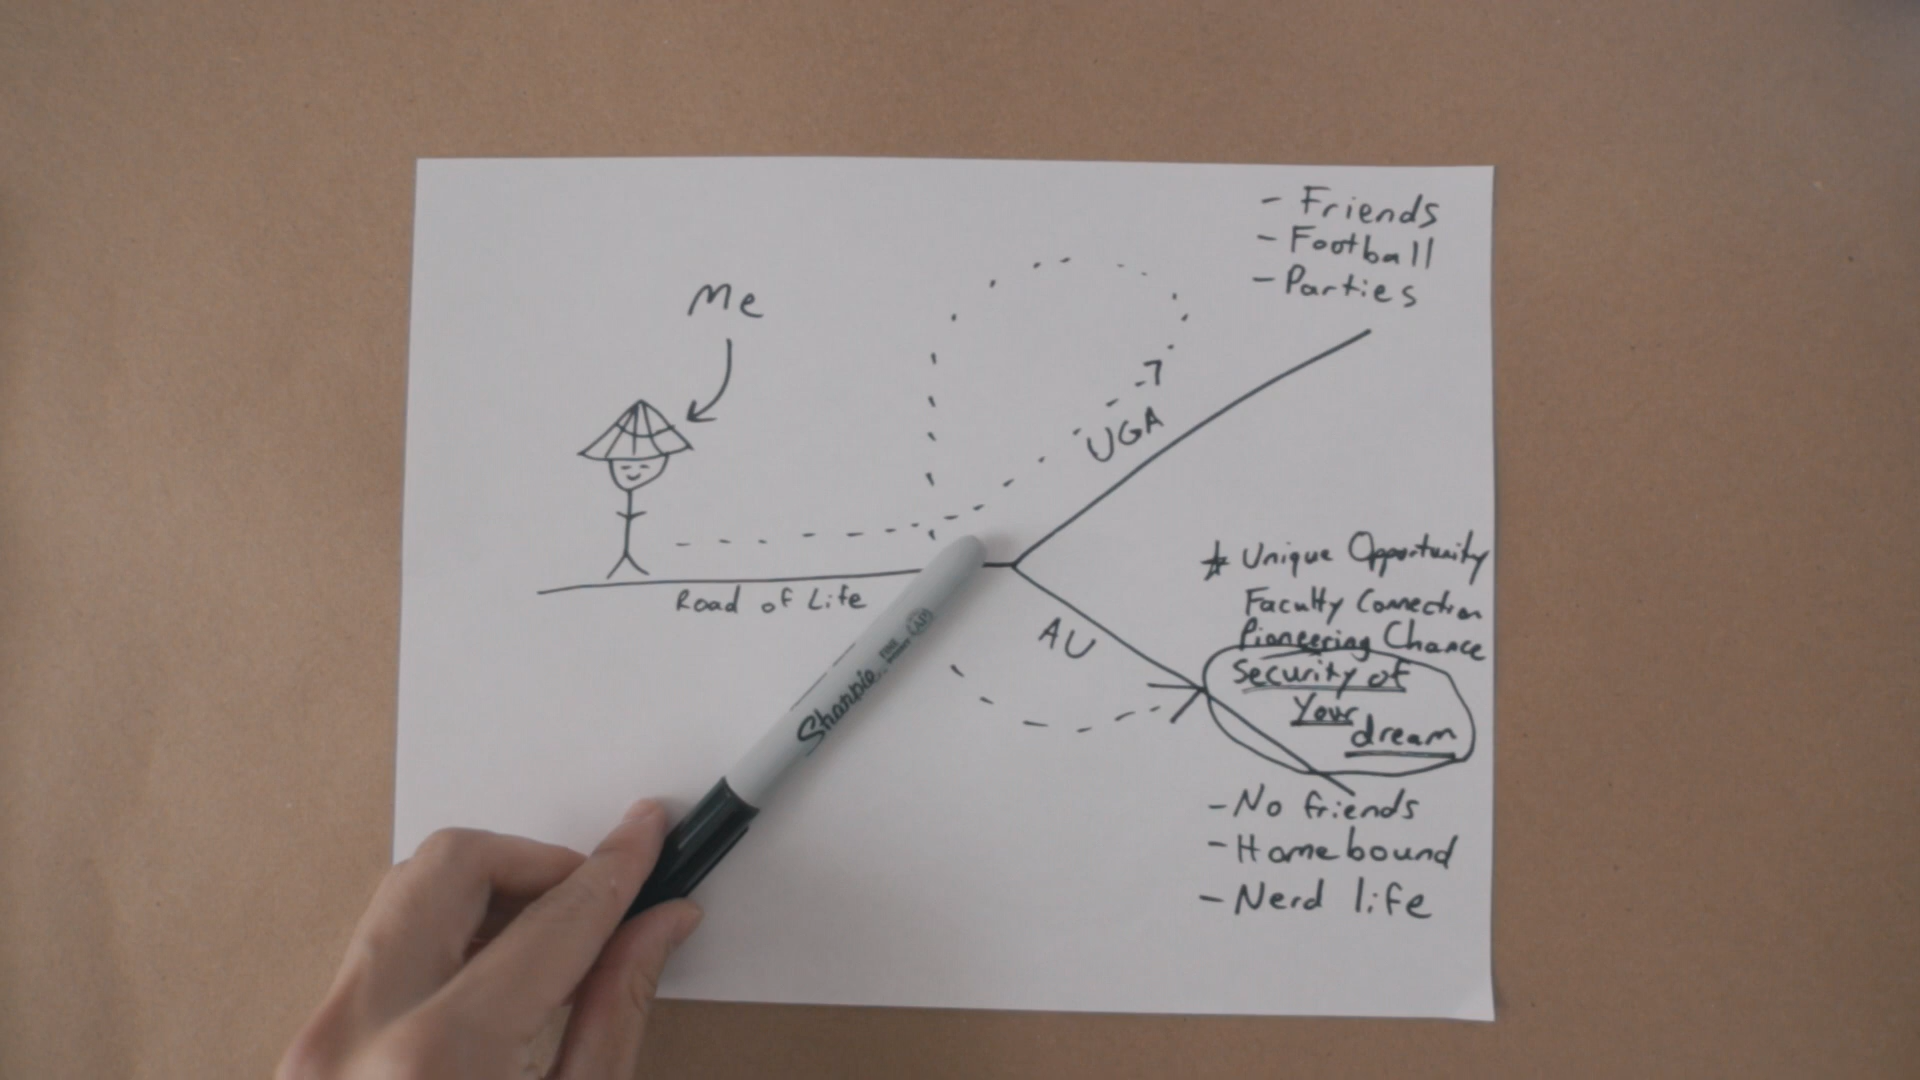 - Friends
- Football
- Parties
Me
UGA
Road of Life
AU
* Unique Opportunity
Faculty Connection
Pioneering Chance
Security of
Your
dream
- No friends
- Homebound
- Nerd life
Sharpie
FINE